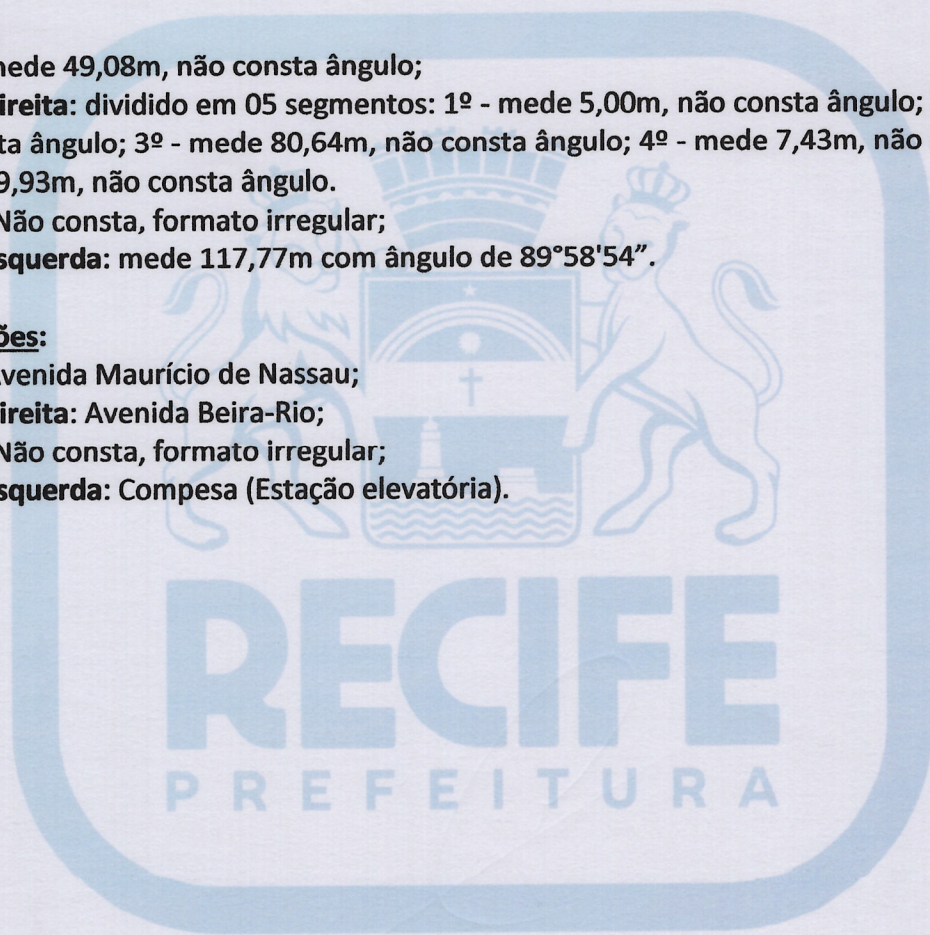 mede 49,08m, não consta ângulo;
ireita: dividido em 05 segmentos: 1º - mede 5,00m, não consta ângulo;
ta ângulo; 3º - mede 80,64m, não consta ângulo; 4º - mede 7,43m, não
9,93m, não consta ângulo.
Não consta, formato irregular;
squerda: mede 117,77m com ângulo de 89°58'54”.
ões:
Avenida Maurício de Nassau;
ireita: Avenida Beira-Rio;
Não consta, formato irregular;
squerda: Compesa (Estação elevatória).
RECIFE
PREFEITURA